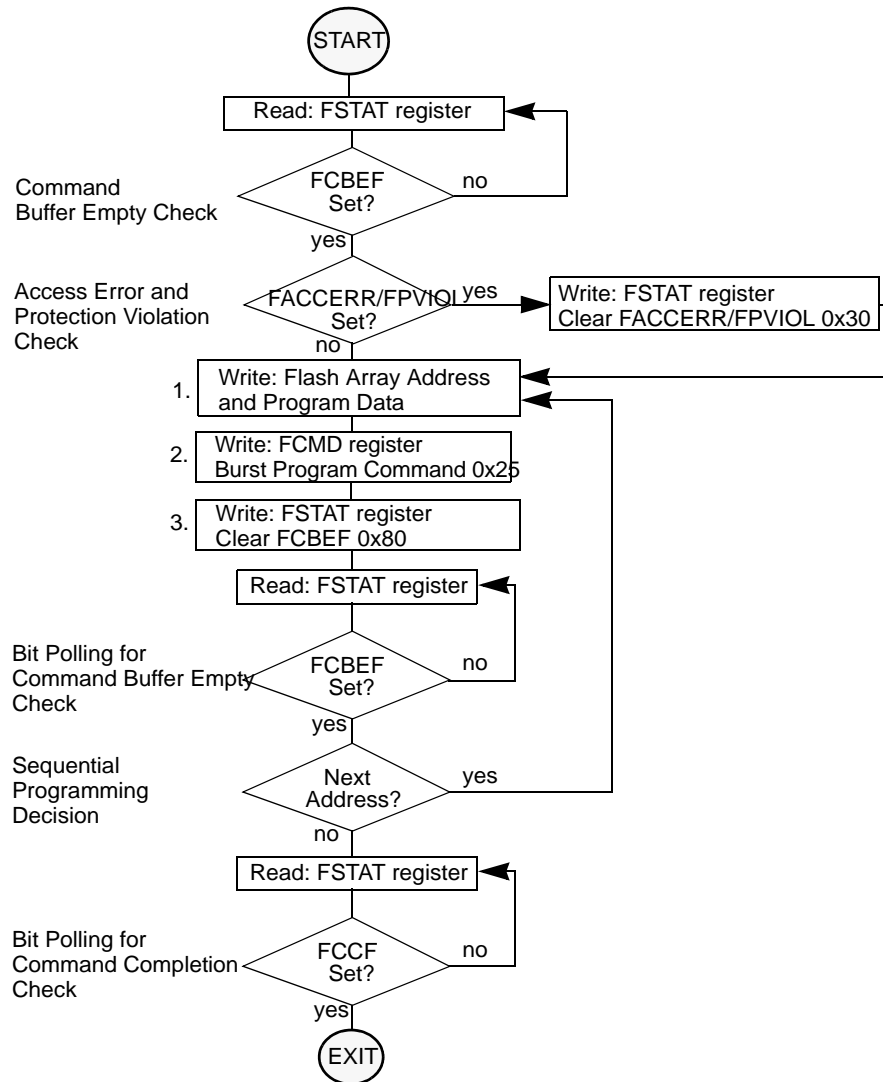 START
Read: FSTAT register
Command
Buffer Empty Check
FCBEF
Set?
no
yes
Access Error and
Protection Violation
Check
FACCERR/FPVIOL
Set?
yes
no
Write: FSTAT register
Clear FACCERR/FPVIOL 0x30
1.
Write: Flash Array Address
and Program Data
2.
Write: FCMD register
Burst Program Command 0x25
3.
Write: FSTAT register
Clear FCBEF 0x80
Read: FSTAT register
Bit Polling for
Command Buffer Empty
Check
FCBEF
Set?
no
yes
Sequential
Programming
Decision
Next
Address?
yes
no
Read: FSTAT register
Bit Polling for
Command Completion
Check
FCCF
Set?
no
yes
EXIT